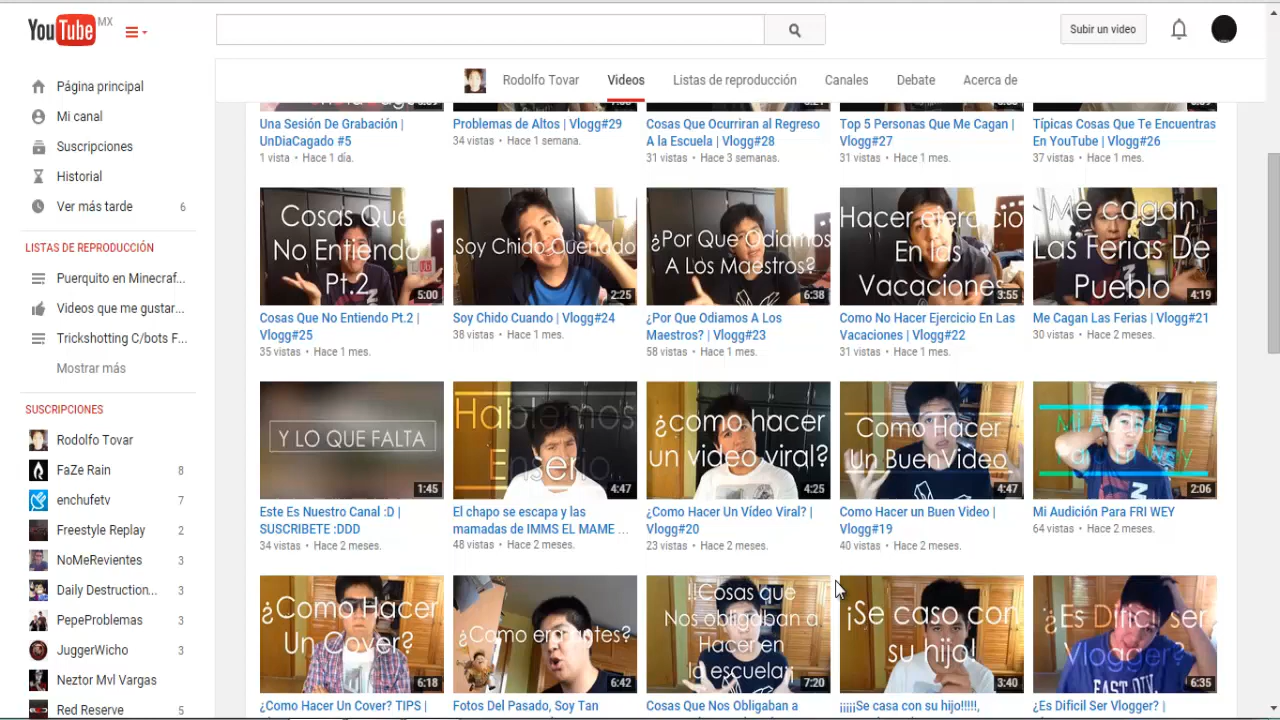 YouTube MX
Subir un video
Rodolfo Tovar
Videos
Listas de reproducción
Canales
Debate
Acerca de
Página principal
Mi canal
Suscripciones
Historial
Ver más tarde
6
LISTAS DE REPRODUCCIÓN
Puerquito en Minecraf...
Videos que me gustar...
Trickshotting C/bots F...
Mostrar más
SUSCRIPCIONES
Rodolfo Tovar
FaZe Rain
8
enchufetv
7
Freestyle Replay
2
NoMeRevientes
3
Daily Destruction...
3
PepeProblemas
3
JuggerWicho
3
Neztor Mvl Vargas
Red Reserve
5
Una Sesión De Grabación |
UnDiaCagado #5
1 vista • Hace 1 día.
Problemas de Altos | Vlogg#29
34 vistas • Hace 1 semana.
Cosas Que Ocurriran al Regreso
A la Escuela | Vlogg#28
31 vistas • Hace 3 semanas.
Top 5 Personas Que Me Cagan |
Vlogg#27
31 vistas • Hace 1 mes.
Típicas Cosas Que Te Encuentras
En YouTube | Vlogg#26
37 vistas • Hace 1 mes.
Cosas Que
No Entiendo
Pt.2
5:00
Cosas Que No Entiendo Pt.2 |
Vlogg#25
35 vistas • Hace 1 mes.
Soy Chido Cuando
2:25
Soy Chido Cuando | Vlogg#24
38 vistas • Hace 1 mes.
¿Por Que Odiamos
A Los Maestros?
6:38
¿Por Que Odiamos A Los
Maestros? | Vlogg#23
58 vistas • Hace 1 mes.
Hacer ejercicio
En las
Vacaciones
3:55
Como No Hacer Ejercicio En Las
Vacaciones | Vlogg#22
31 vistas • Hace 1 mes.
Me cagan
Las Ferias De
Pueblo
4:19
Me Cagan Las Ferias | Vlogg#21
34 vistas • Hace 2 meses.
Y LO QUE FALTA
1:45
Este Es Nuestro Canal :D |
SUSCRIBETE :DDD
34 vistas • Hace 2 meses.
Hablemos
Enserio
4:47
El chapo se escapa y las
mamadas de IMMS EL MAME ...
48 vistas • Hace 2 meses.
¿como hacer
un video viral?
4:25
¿Como Hacer Un Vídeo Viral? |
Vlogg#20
23 vistas • Hace 2 meses.
Como Hacer
Un BuenVideo
4:47
Como Hacer un Buen Video |
Vlogg#19
40 vistas • Hace 2 meses.
2:06
Mi Audición Para FRI WEY
64 vistas • Hace 2 meses.
¿Como Hacer
Un Cover?
6:18
¿Como Hacer Un Cover? TIPS |
¿Como era antes?
6:42
Fotos Del Pasado, Soy Tan
!!Cosas que
Nos obligaban a
Hacer en
la escuela¡¡
7:20
Cosas Que Nos Obligaban a
¡Se caso con
su hijo!
3:40
¡¡¡¡¡Se casa con su hijo!!!!!,
¿Es Dificil ser
Vlogger?
EAST DIV.
6:35
¿Es Dificil Ser Vlogger? |